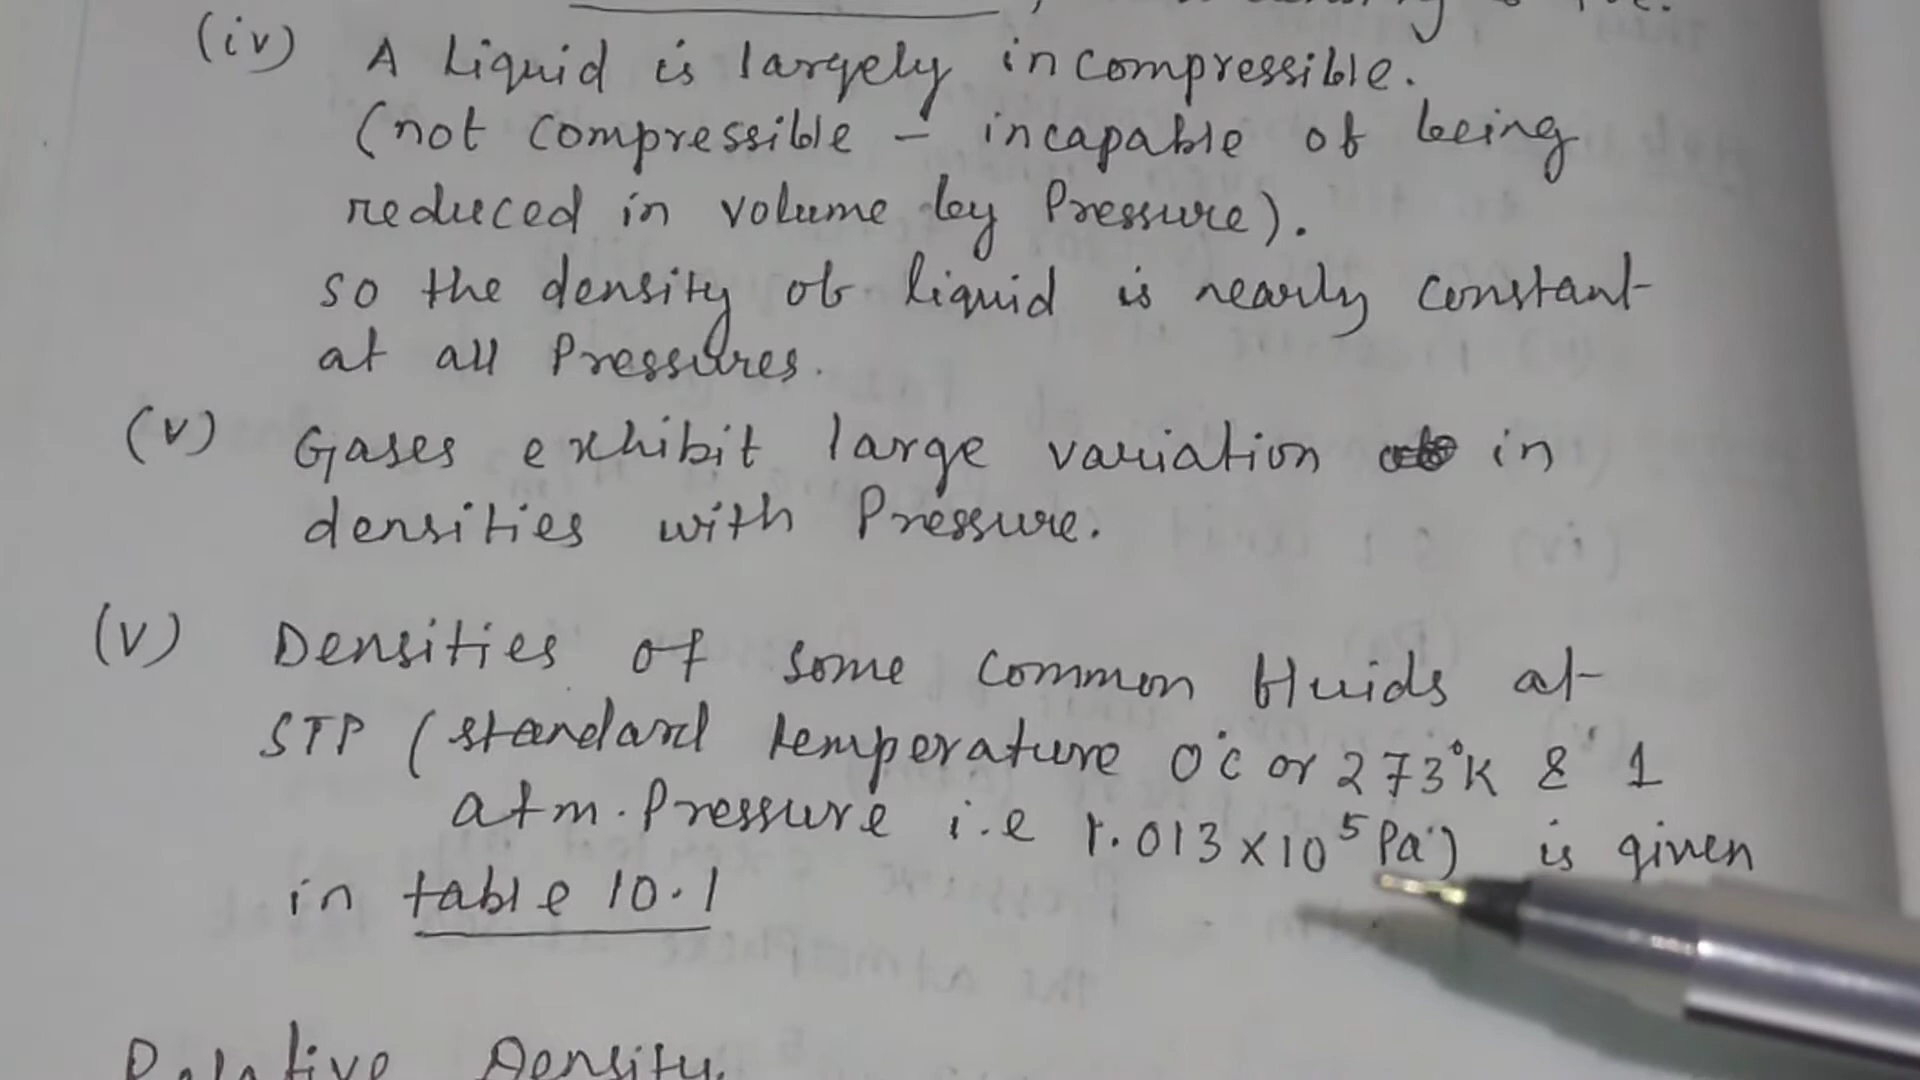 (iv) A liquid is largely incompressible.
(not compressible - incapable of being
reduced in volume by Pressure).
so the density of liquid is nearly constant
at all Pressures.
(v) Gases exhibit large variation in
densities with Pressure.
(v) Densities of some common fluids at
STP (standard temperature 0°c or 273°K & 1
atm. Pressure i.e 1.013×10⁵ Pa) is given
in table 10.1
Relative Density.